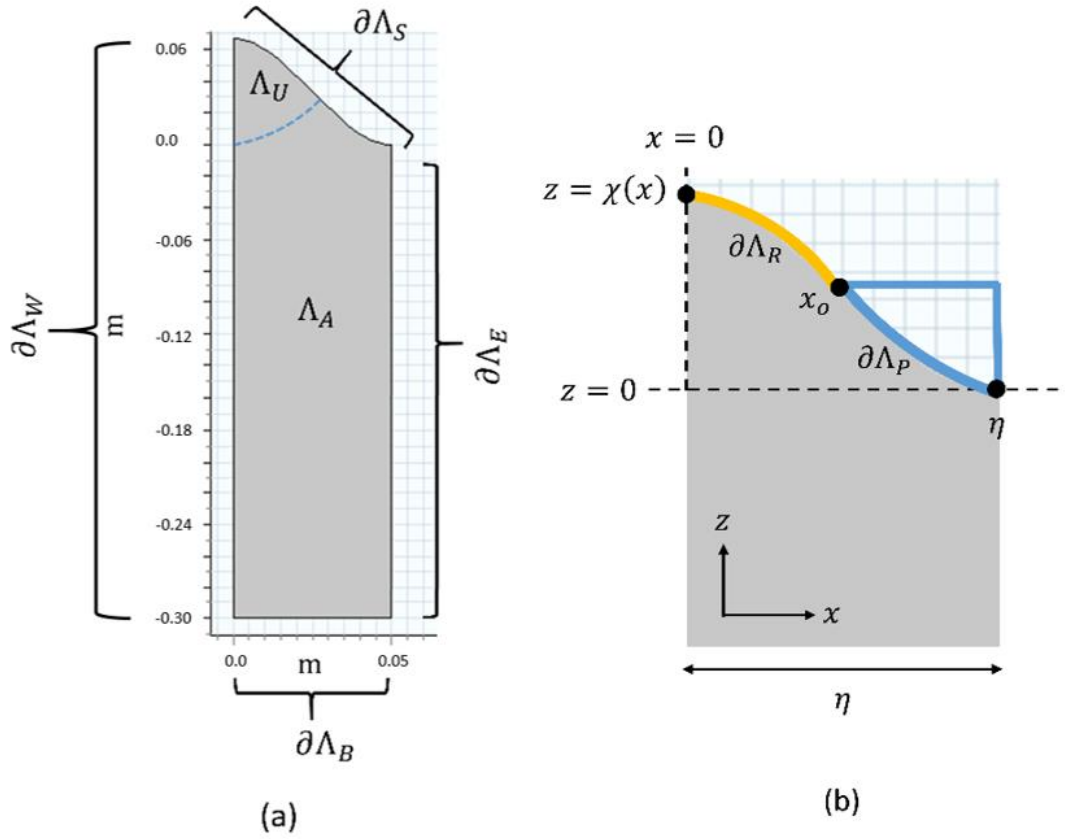 ∂Λ_S
0.06
Λ_U
0.0
-0.06
∂Λ_W
m
Λ_A
-0.12
∂Λ_E
-0.18
-0.24
-0.30
0.0
m
0.05
∂Λ_B
(a)
x = 0
z = χ(x)
∂Λ_R
x_o
∂Λ_P
z = 0
η
z
x
η
(b)